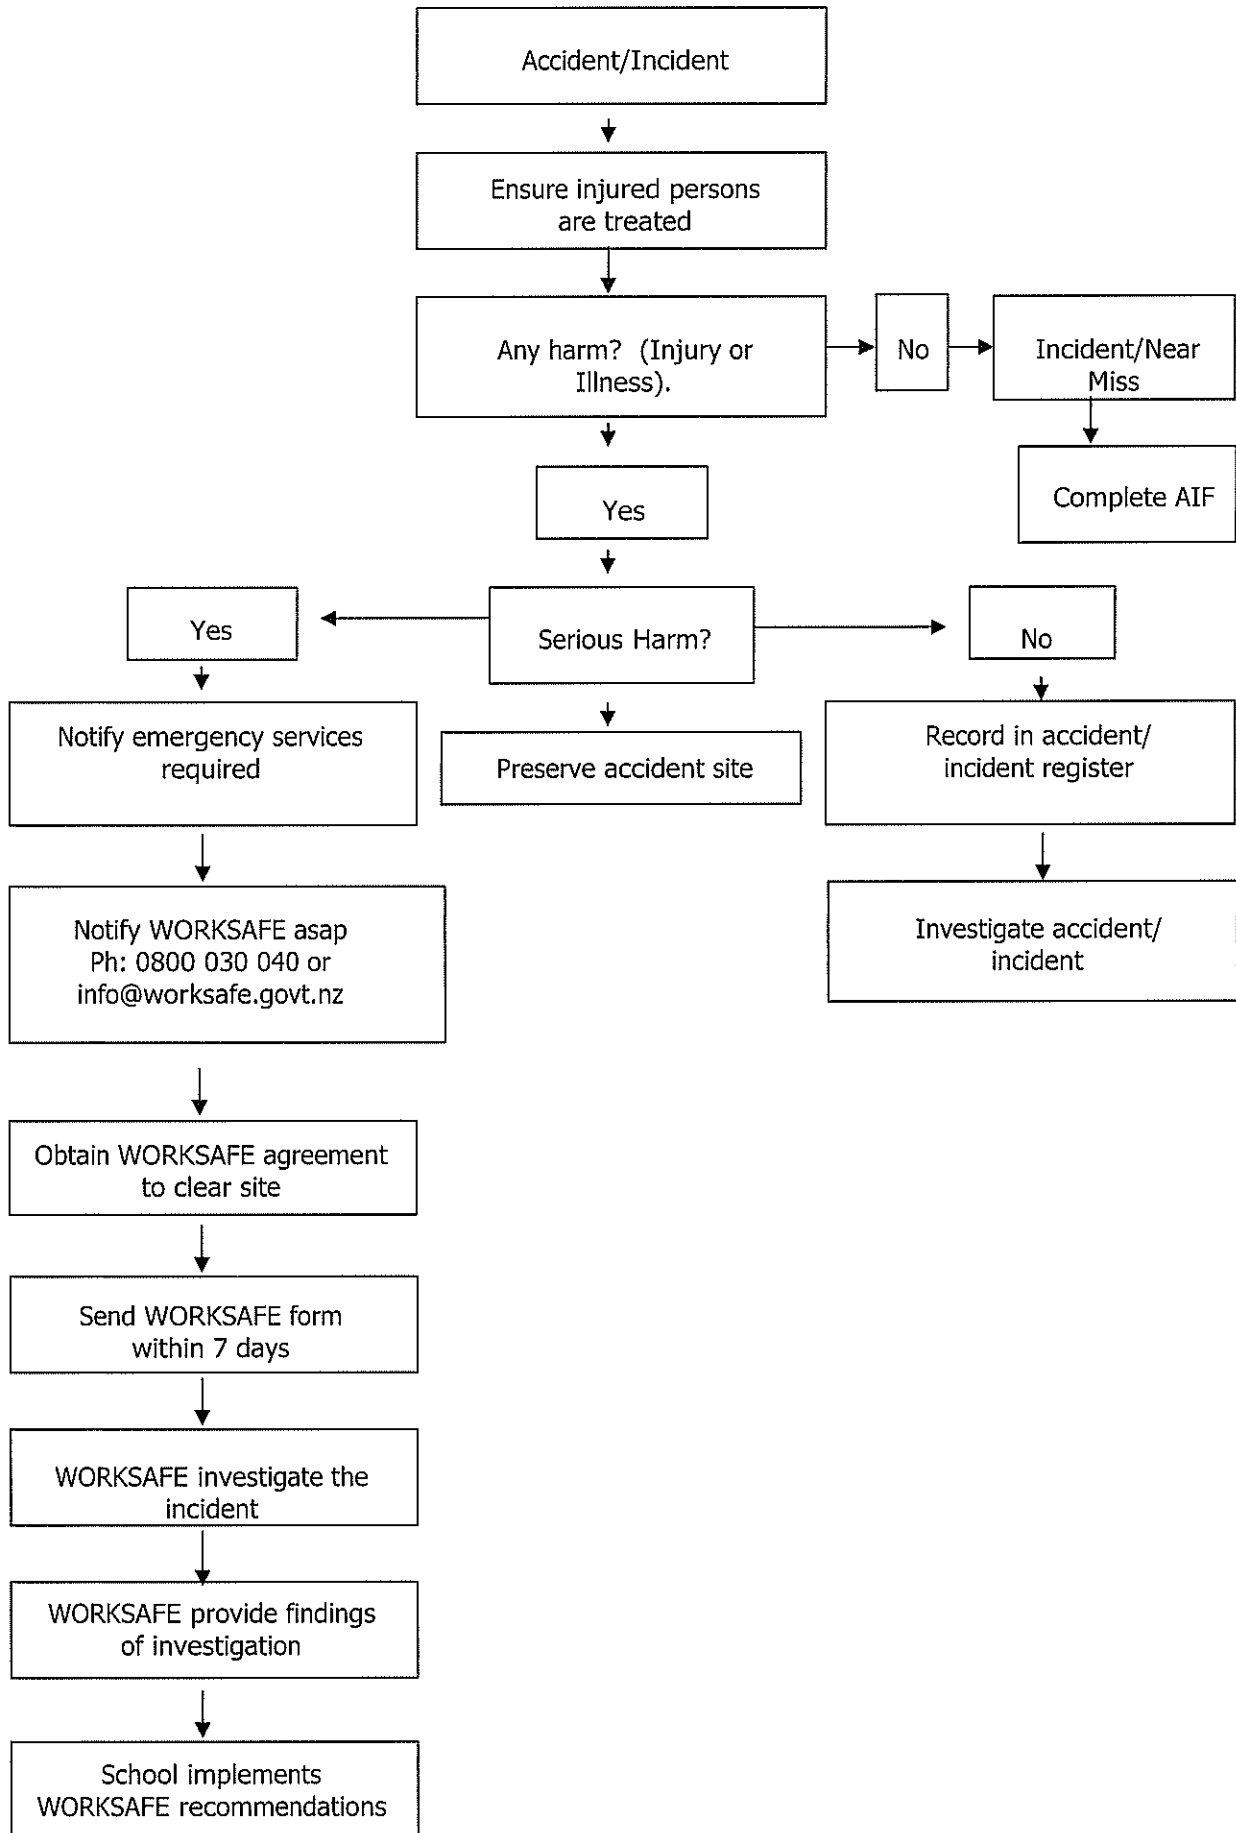 Accident/Incident
Ensure injured persons
are treated
Any harm?  (Injury or
Illness).
No
Incident/Near
Miss
Complete AIF
Yes
Yes
Serious Harm?
No
Notify emergency services
required
Preserve accident site
Record in accident/
incident register
Notify WORKSAFE asap
Ph: 0800 030 040 or
info@worksafe.govt.nz
Investigate accident/
incident
Obtain WORKSAFE agreement
to clear site
Send WORKSAFE form
within 7 days
WORKSAFE investigate the
incident
WORKSAFE provide findings
of investigation
School implements
WORKSAFE recommendations